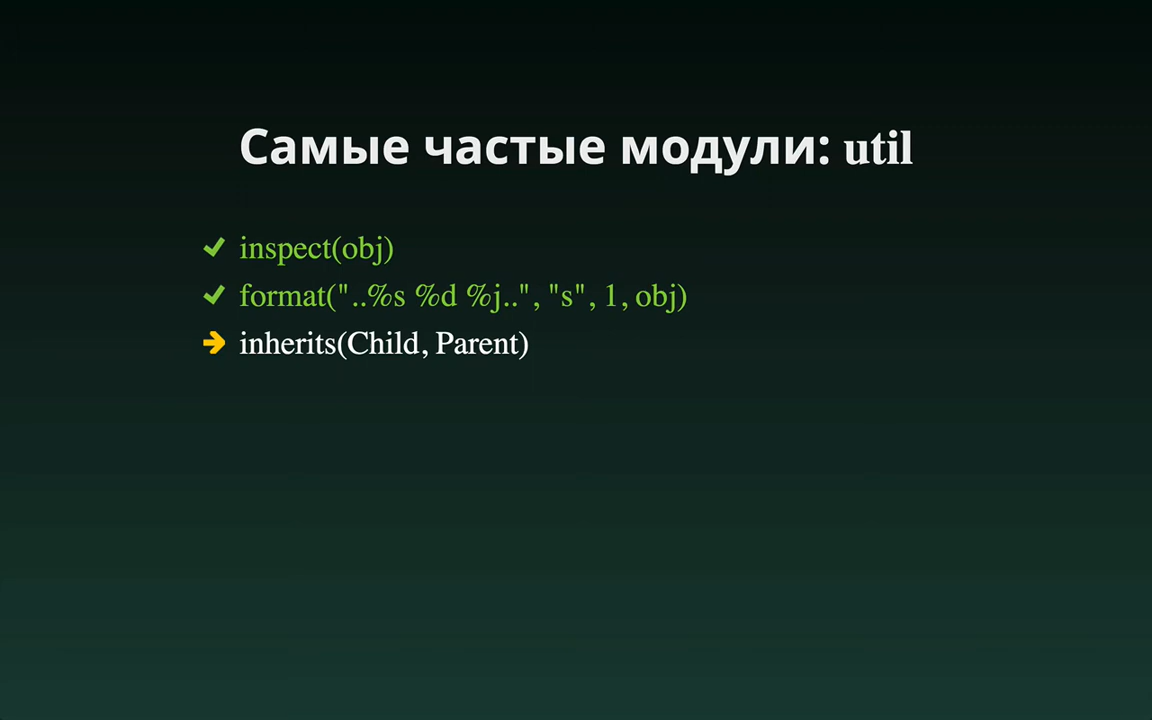 Самые частые модули: util
inspect(obj)
format("..%s %d %j..", "s", 1, obj)
inherits(Child, Parent)